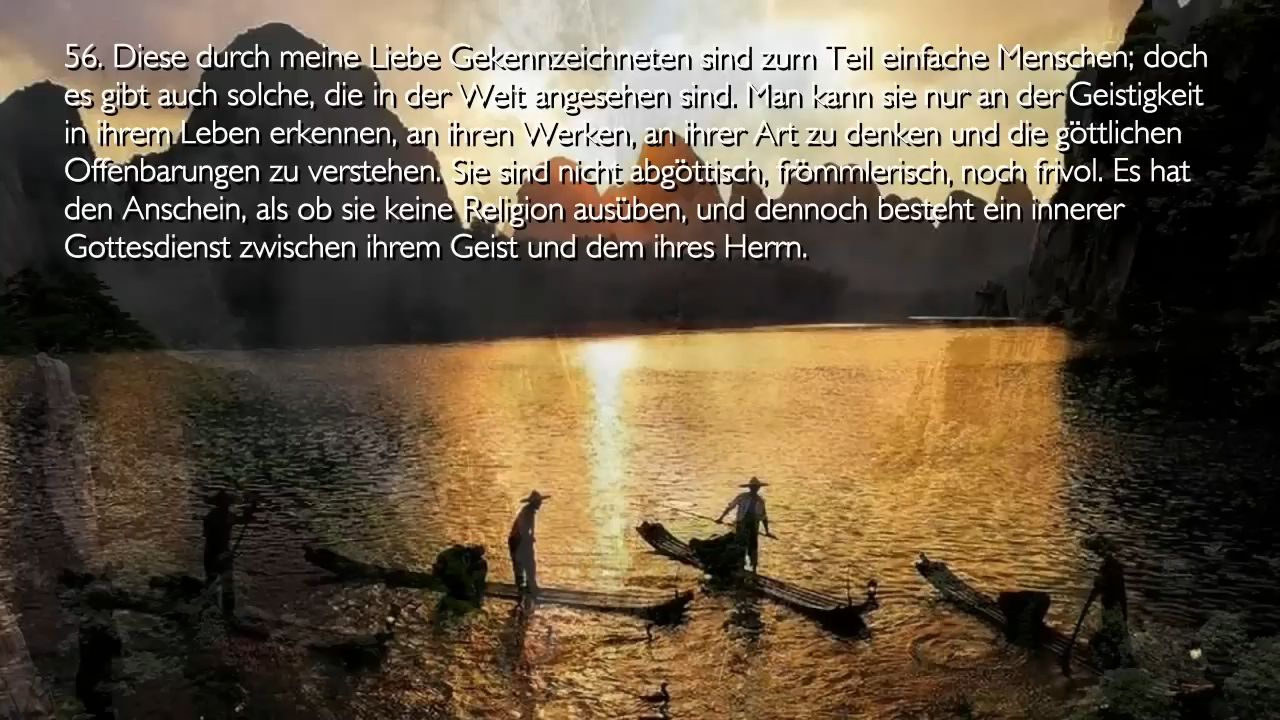 56. Diese durch meine Liebe Gekennzeichneten sind zum Teil einfache Menschen; doch
es gibt auch solche, die in der Welt angesehen sind. Man kann sie nur an der Geistigkeit
in ihrem Leben erkennen, an ihren Werken, an ihrer Art zu denken und die göttlichen
Offenbarungen zu verstehen. Sie sind nicht abgöttisch, frömmlerisch, noch frivol. Es hat
den Anschein, als ob sie keine Religion ausüben, und dennoch besteht ein innerer
Gottesdienst zwischen ihrem Geist und dem ihres Herrn.